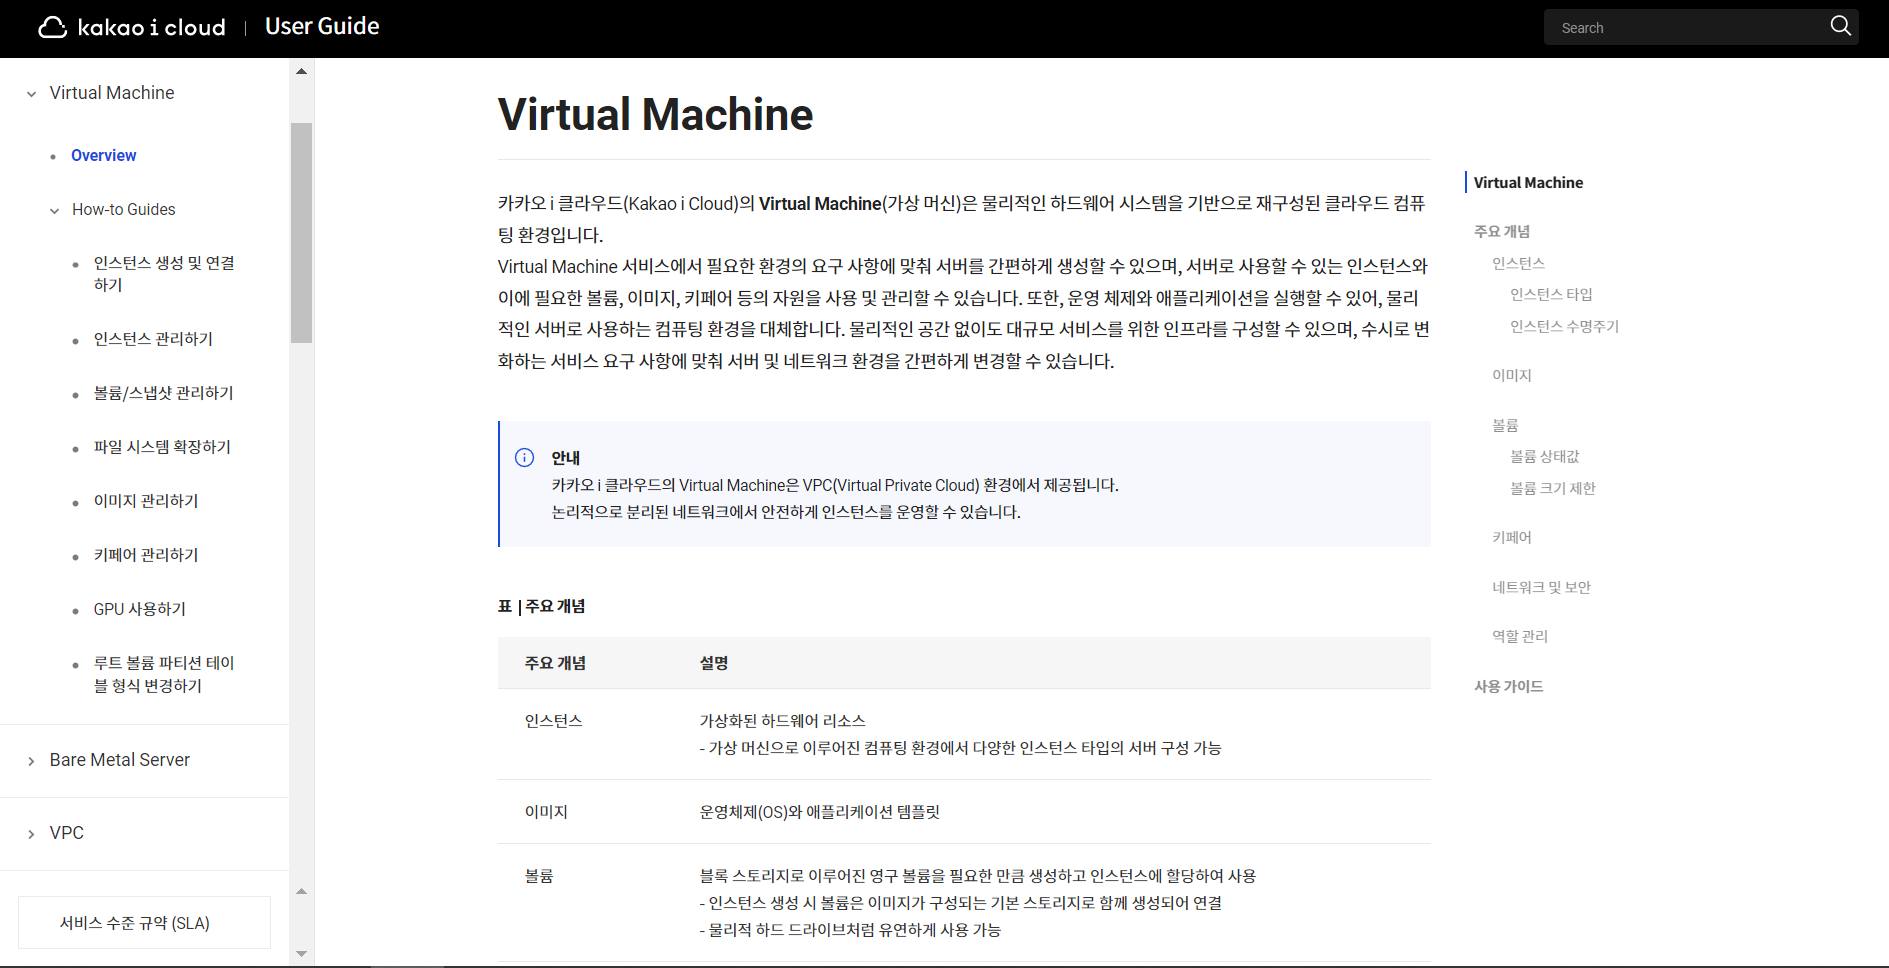 kakao i cloud | User Guide
Search
Virtual Machine
Overview
How-to Guides
인스턴스 생성 및 연결
하기
인스턴스 관리하기
볼륨/스냅샷 관리하기
파일 시스템 확장하기
이미지 관리하기
키페어 관리하기
GPU 사용하기
루트 볼륨 파티션 테이
블 형식 변경하기
Bare Metal Server
VPC
서비스 수준 규약 (SLA)
Virtual Machine
카카오 i 클라우드(Kakao i Cloud)의 Virtual Machine(가상 머신)은 물리적인 하드웨어 시스템을 기반으로 재구성된 클라우드 컴퓨
팅 환경입니다.
Virtual Machine 서비스에서 필요한 환경의 요구 사항에 맞춰 서버를 간편하게 생성할 수 있으며, 서버로 사용할 수 있는 인스턴스와
이에 필요한 볼륨, 이미지, 키페어 등의 자원을 사용 및 관리할 수 있습니다. 또한, 운영 체제와 애플리케이션을 실행할 수 있어, 물리
적인 서버로 사용하는 컴퓨팅 환경을 대체합니다. 물리적인 공간 없이도 대규모 서비스를 위한 인프라를 구성할 수 있으며, 수시로 변
화하는 서비스 요구 사항에 맞춰 서버 및 네트워크 환경을 간편하게 변경할 수 있습니다.
안내
카카오 i 클라우드의 Virtual Machine은 VPC(Virtual Private Cloud) 환경에서 제공됩니다.
논리적으로 분리된 네트워크에서 안전하게 인스턴스를 운영할 수 있습니다.
표 | 주요 개념
주요 개념 설명
인스턴스 가상화된 하드웨어 리소스
- 가상 머신으로 이루어진 컴퓨팅 환경에서 다양한 인스턴스 타입의 서버 구성 가능
이미지 운영체제(OS)와 애플리케이션 템플릿
볼륨 블록 스토리지로 이루어진 영구 볼륨을 필요한 만큼 생성하고 인스턴스에 할당하여 사용
- 인스턴스 생성 시 볼륨은 이미지가 구성되는 기본 스토리지로 함께 생성되어 연결
- 물리적 하드 드라이브처럼 유연하게 사용 가능
Virtual Machine
주요 개념
인스턴스
인스턴스 타입
인스턴스 수명주기
이미지
볼륨
볼륨 상태값
볼륨 크기 제한
키페어
네트워크 및 보안
역할 관리
사용 가이드